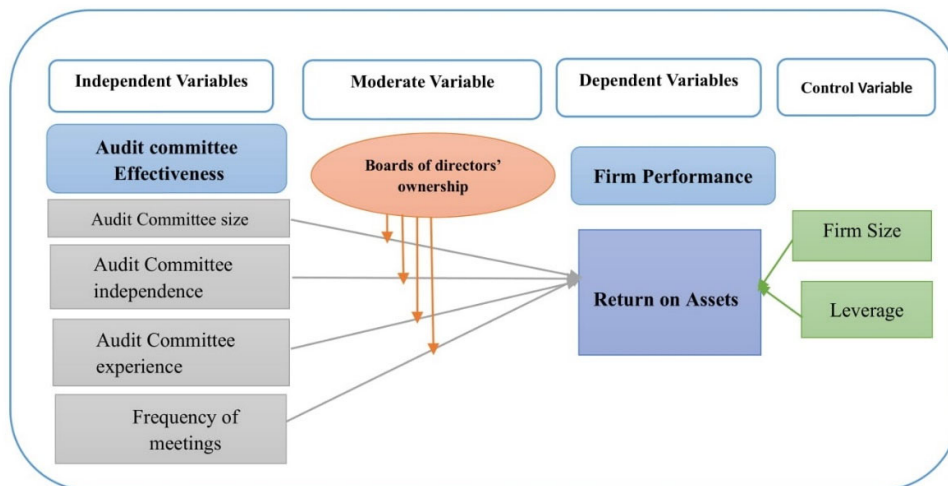 Independent Variables
Moderate Variable
Dependent Variables
Control Variable
Audit committee
Effectiveness
Boards of directors'
ownership
Firm Performance
Audit Committee size
Audit Committee
independence
Audit Committee
experience
Frequency of
meetings
Return on Assets
Firm Size
Leverage